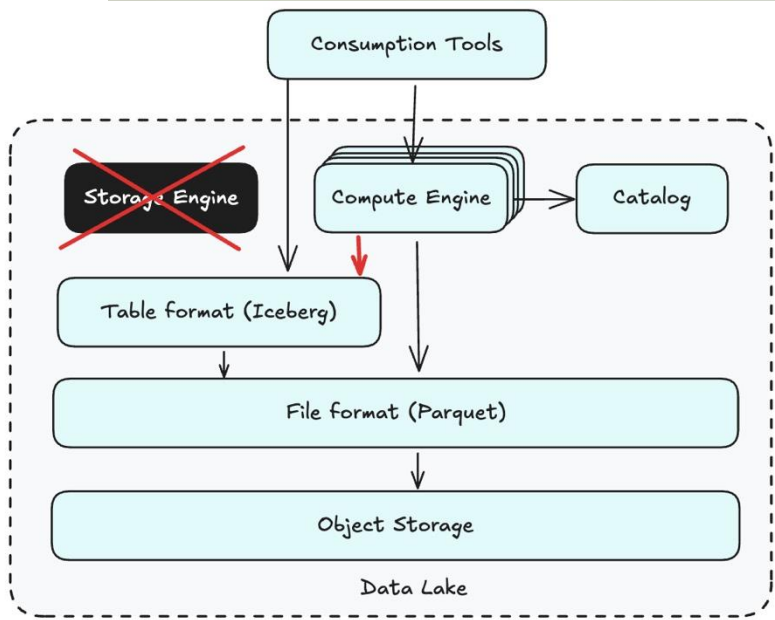 Consumption Tools
Storage Engine
Compute Engine
Catalog
Table format (Iceberg)
File format (Parquet)
Object Storage
Data Lake